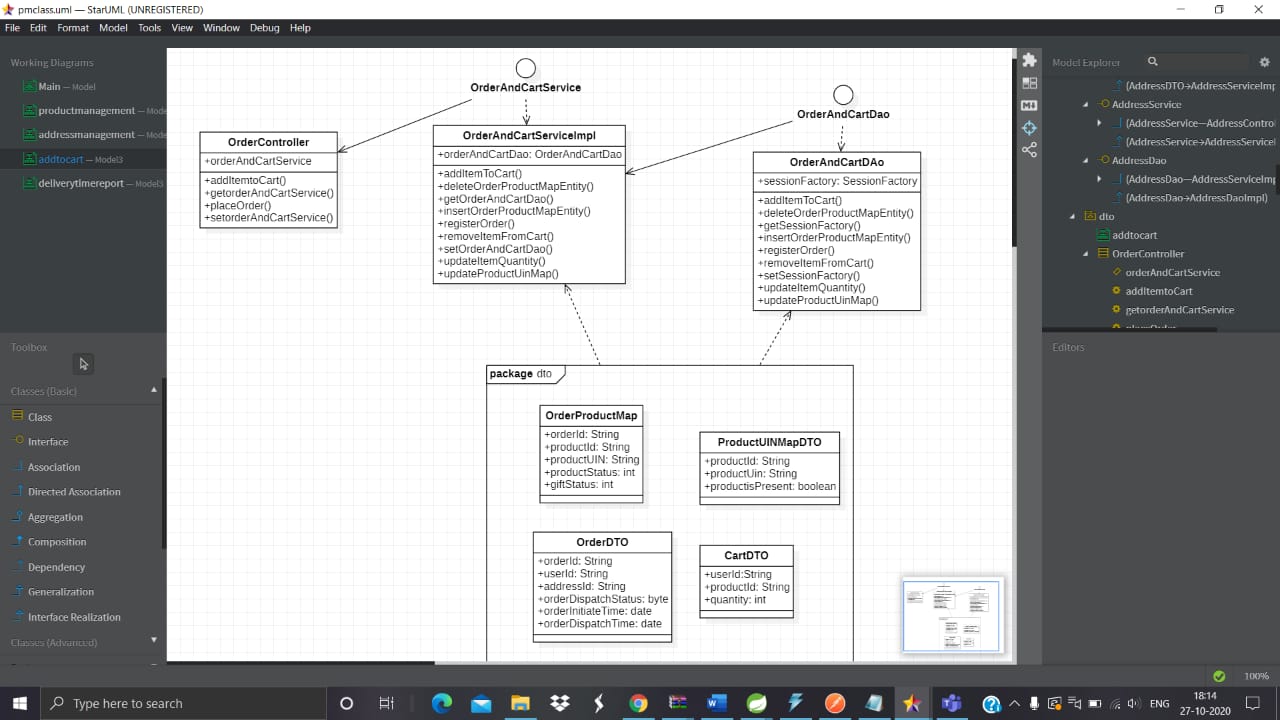 pmclass.uml — StarUML (UNREGISTERED)
File Edit Format Model Tools View Window Debug Help
Working Diagrams
Main — Model
productmanagement — Mode
addressmanagement — Mode
addtocart — Model3
deliverytimereport — Model3
Toolbox
Classes (Basic)
Class
Interface
Association
Directed Association
Aggregation
Composition
Dependency
Generalization
Interface Realization
Classes (Advanced)
OrderAndCartService
OrderAndCartDao
OrderController
+orderAndCartService
+addItemtoCart()
+getorderAndCartService()
+placeOrder()
+setorderAndCartService()
OrderAndCartServiceImpl
+orderAndCartDao: OrderAndCartDao
+addItemToCart()
+deleteOrderProductMapEntity()
+getOrderAndCartDao()
+insertOrderProductMapEntity()
+registerOrder()
+removeItemFromCart()
+setOrderAndCartDao()
+updateItemQuantity()
+updateProductUinMap()
OrderAndCartDAo
+sessionFactory: SessionFactory
+addItemToCart()
+deleteOrderProductMapEntity()
+getSessionFactory()
+insertOrderProductMapEntity()
+registerOrder()
+removeItemFromCart()
+setSessionFactory()
+updateItemQuantity()
+updateProductUinMap()
package dto
OrderProductMap
+orderId: String
+productId: String
+productUIN: String
+productStatus: int
+giftStatus: int
ProductUINMapDTO
+productId: String
+productUin: String
+productisPresent: boolean
OrderDTO
+orderId: String
+userId: String
+addressId: String
+orderDispatchStatus: byte
+orderInitiateTime: date
+orderDispatchTime: date
CartDTO
+userId:String
+productId: String
+quantity: int
Model Explorer
(AddressDTO→AddressServiceImp
AddressService
(AddressService—AddressContro
(AddressService→AddressServiceI
AddressDao
(AddressDao—AddressServiceImp
(AddressDao→AddressDaoImpl)
dto
addtocart
OrderController
orderAndCartService
addItemtoCart
getorderAndCartService
Editors
100%
Type here to search
ENG
18:14
27-10-2020